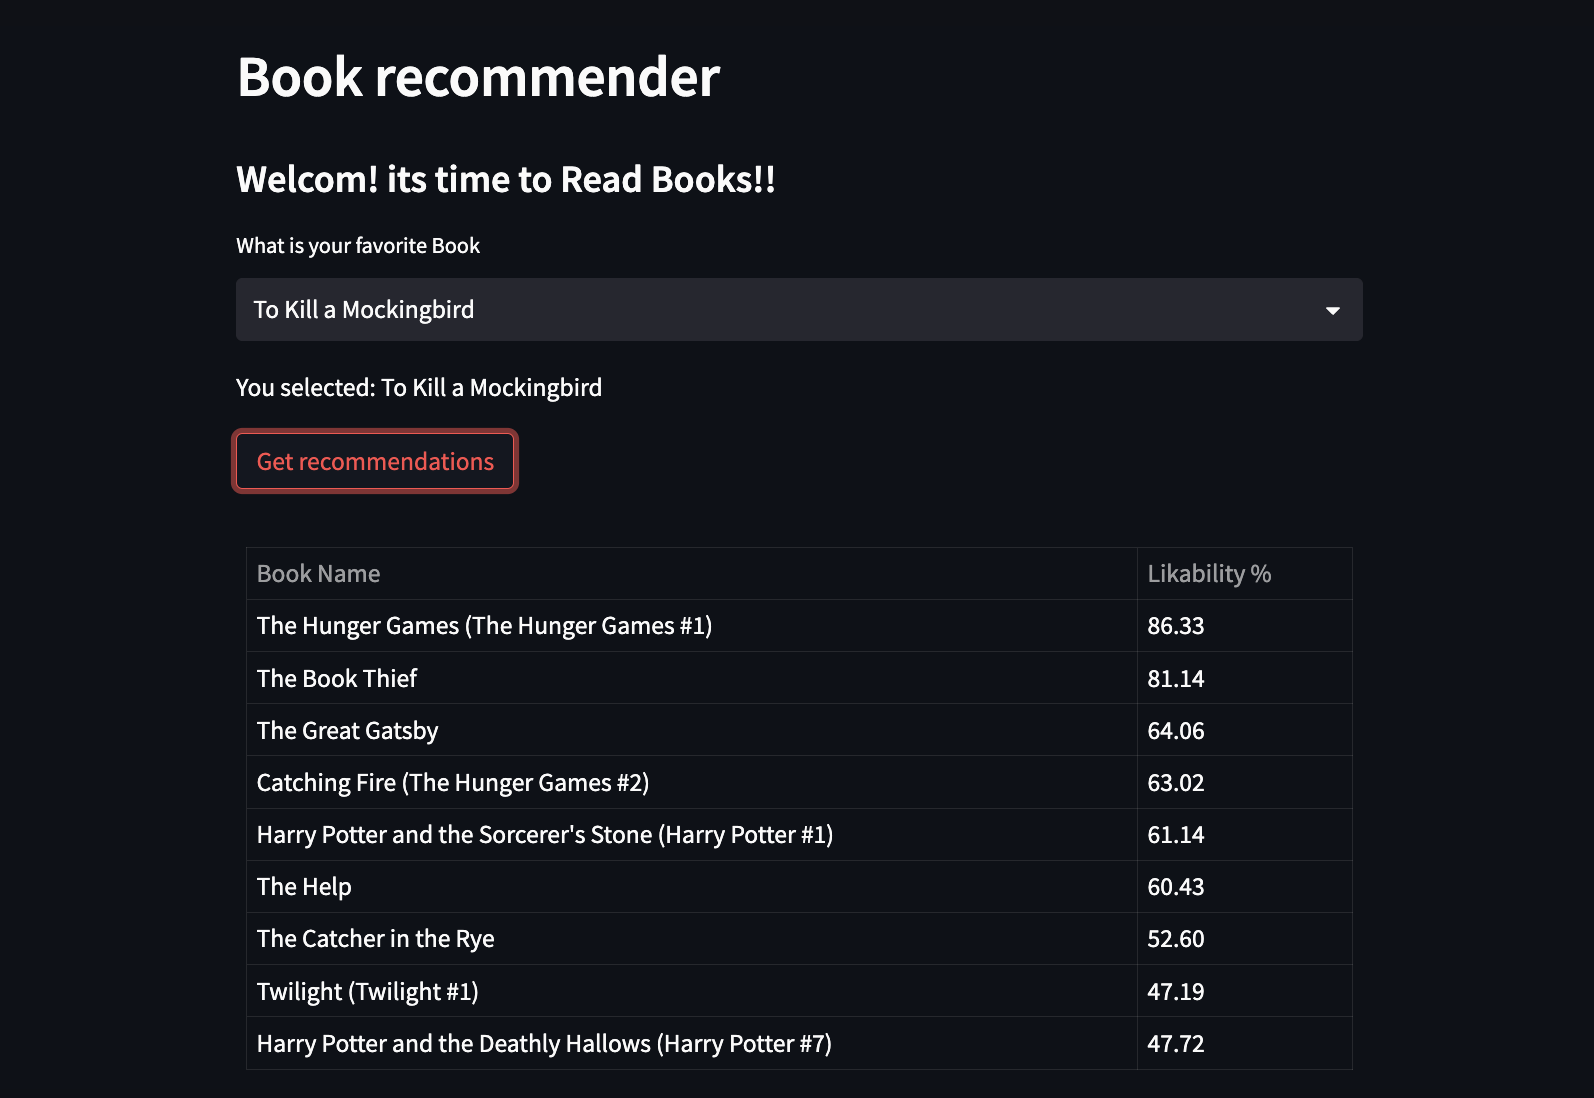 Book recommender
Welcom! its time to Read Books!!
What is your favorite Book
To Kill a Mockingbird
You selected: To Kill a Mockingbird
Get recommendations
Book Name Likability %
The Hunger Games (The Hunger Games #1) 86.33
The Book Thief 81.14
The Great Gatsby 64.06
Catching Fire (The Hunger Games #2) 63.02
Harry Potter and the Sorcerer's Stone (Harry Potter #1) 61.14
The Help 60.43
The Catcher in the Rye 52.60
Twilight (Twilight #1) 47.19
Harry Potter and the Deathly Hallows (Harry Potter #7) 47.72